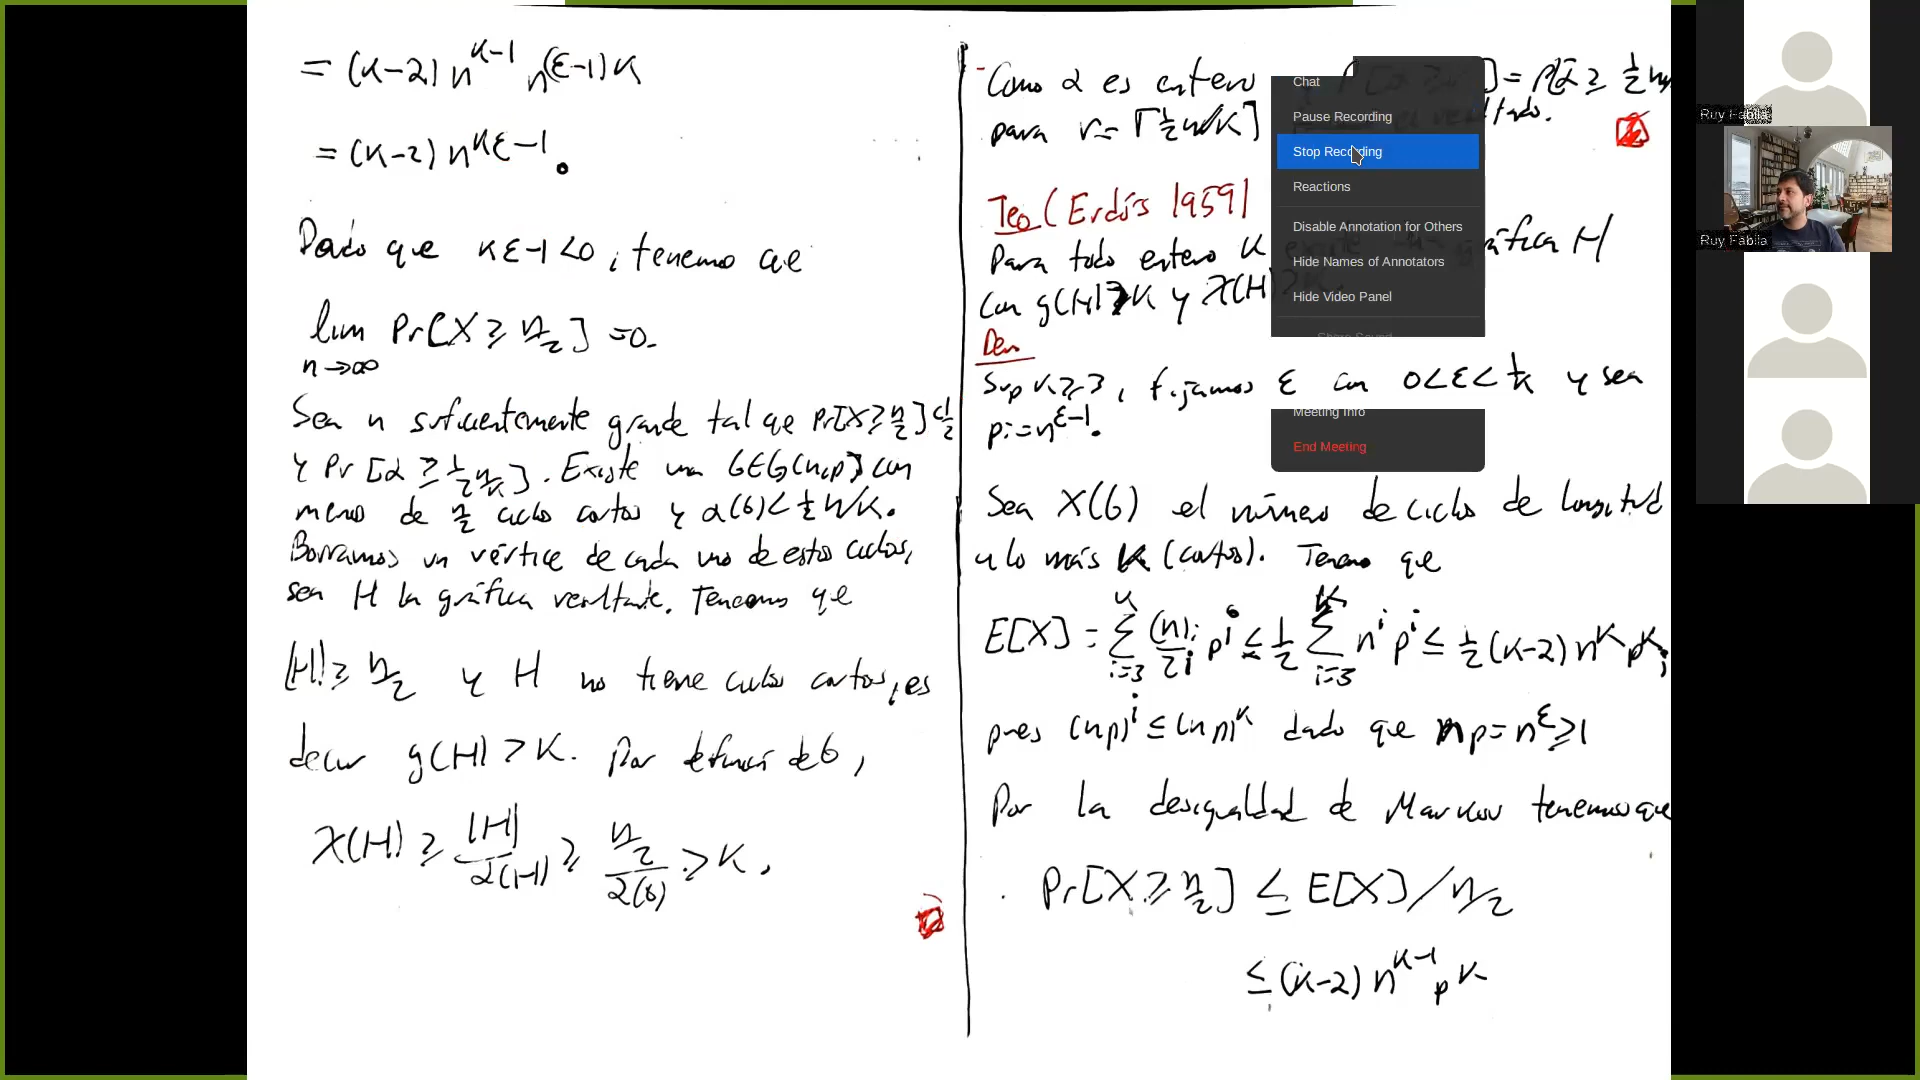 = (k-2) n^{k-1} n^{(ε-1)k}
= (k-2) n^{kε-1}.
Dado que kε-1<0, tenemo que
lim Pr[X ≥ n/2] = 0.
n→∞
Sea n suficientemente grande tal que Pr[X≥n/2]<1/2
y Pr[α ≥ 1/2 n/k]. Existe una G∈G(n,p) con
menos de n/2 ciclos cortos y α(G) < 1/2 n/k.
Borramos un vértice de cada uno de estos ciclos,
sea H la gráfica resultante. Tenemos que
|H| ≥ n/2 y H no tiene ciclos cortos, es
decir g(H) > k. Por de G,
χ(H) ≥ |H|/α(H) ≥ (n/2)/α(G) > k.
Como α es entero
] = P[α ≥ 1/2 n/
para r = ⌈1/2 n/k⌉
Teo (Erdős 1959)
Para todo entero k gráfica H
con g(H) > k y χ(H) > k.
Dem
Sup k≥3, fijamos ε con 0<ε<1/k y sea
p:=n^{ε-1}.
Sea X(G) el número de ciclos de longitud
a lo más k (cortos). Tenemo que
E[X] = Σ_{i=3}^{k} (n)_i/2i p^i ≤ 1/2 Σ_{i=3}^{k} n^i p^i ≤ 1/2 (k-2) n^k p^k;
pues (np)^i ≤ (np)^k dado que np=n^ε≥1
Por la desigualdad de Markov tenemos que
Pr[X ≥ n/2] ≤ E[X]/n/2
≤ (k-2) n^{k-1} p^k
Chat
Pause Recording
Stop Recording
Reactions
Disable Annotation for Others
Hide Names of Annotators
Hide Video Panel
Share Sound
Meeting Info
End Meeting
Ruy Fabila
Ruy Fabila